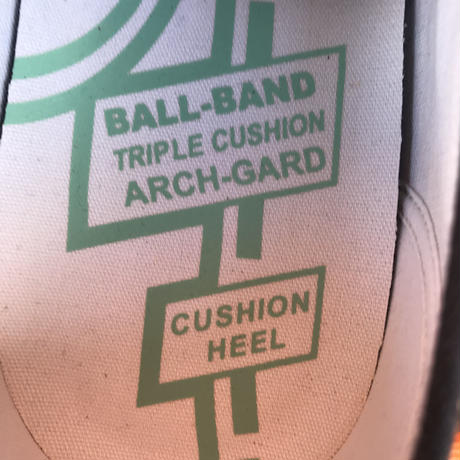 BALL-BAND
TRIPLE CUSHION
ARCH-GARD
CUSHION
HEEL